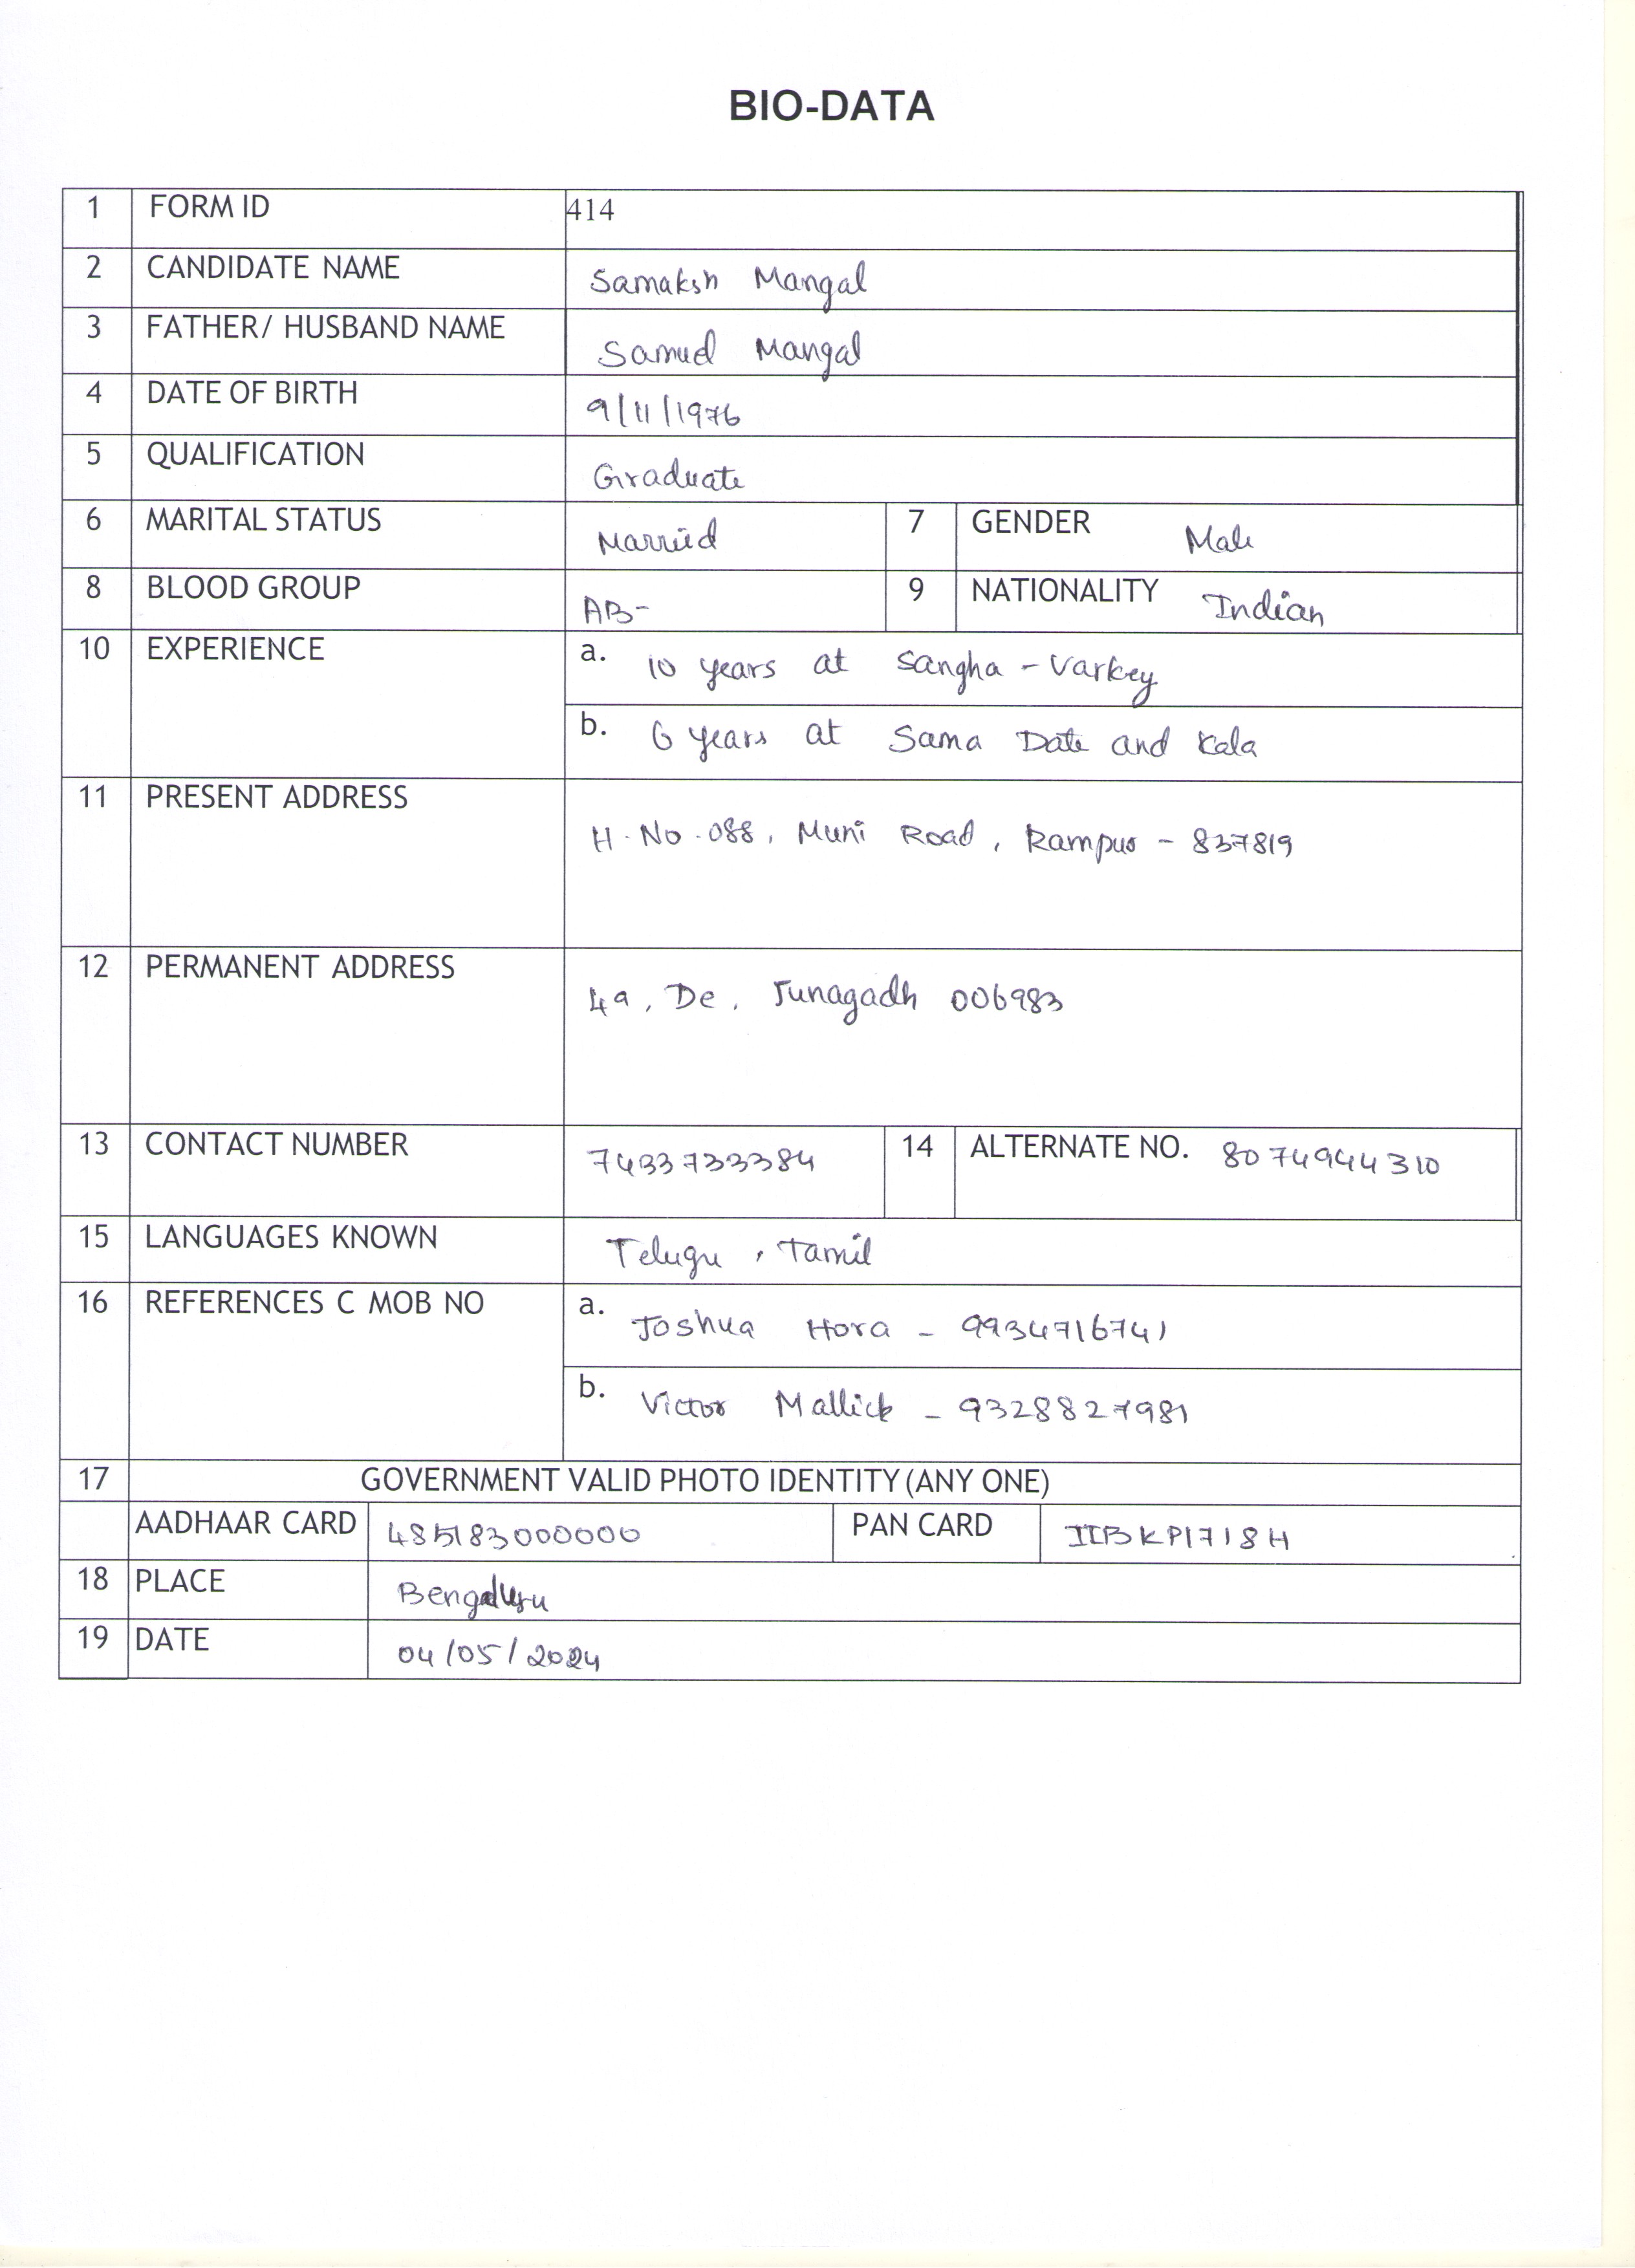 BIO-DATA
1 FORM ID 414
2 CANDIDATE NAME Samaksh Mangal
3 FATHER/ HUSBAND NAME Samuel Mangal
4 DATE OF BIRTH 9/11/1976
5 QUALIFICATION Graduate
6 MARITAL STATUS Married 7 GENDER Male
8 BLOOD GROUP AB- 9 NATIONALITY Indian
10 EXPERIENCE a. 10 years at Sangha - Varkey
b. 6 years at Sama Date and Kala
11 PRESENT ADDRESS H.No.088, Muni Road, Rampur - 837819
12 PERMANENT ADDRESS 49, De, Junagadh 006983
13 CONTACT NUMBER 7433733384 14 ALTERNATE NO. 8074944310
15 LANGUAGES KNOWN Telugu, Tamil
16 REFERENCES C MOB NO a. Joshua Hora - 9934716741
b. Victor Mallick - 9328827981
17 GOVERNMENT VALID PHOTO IDENTITY (ANY ONE)
AADHAAR CARD 485183000000 PAN CARD IIBKP1718H
18 PLACE Bengaluru
19 DATE 04/05/2024